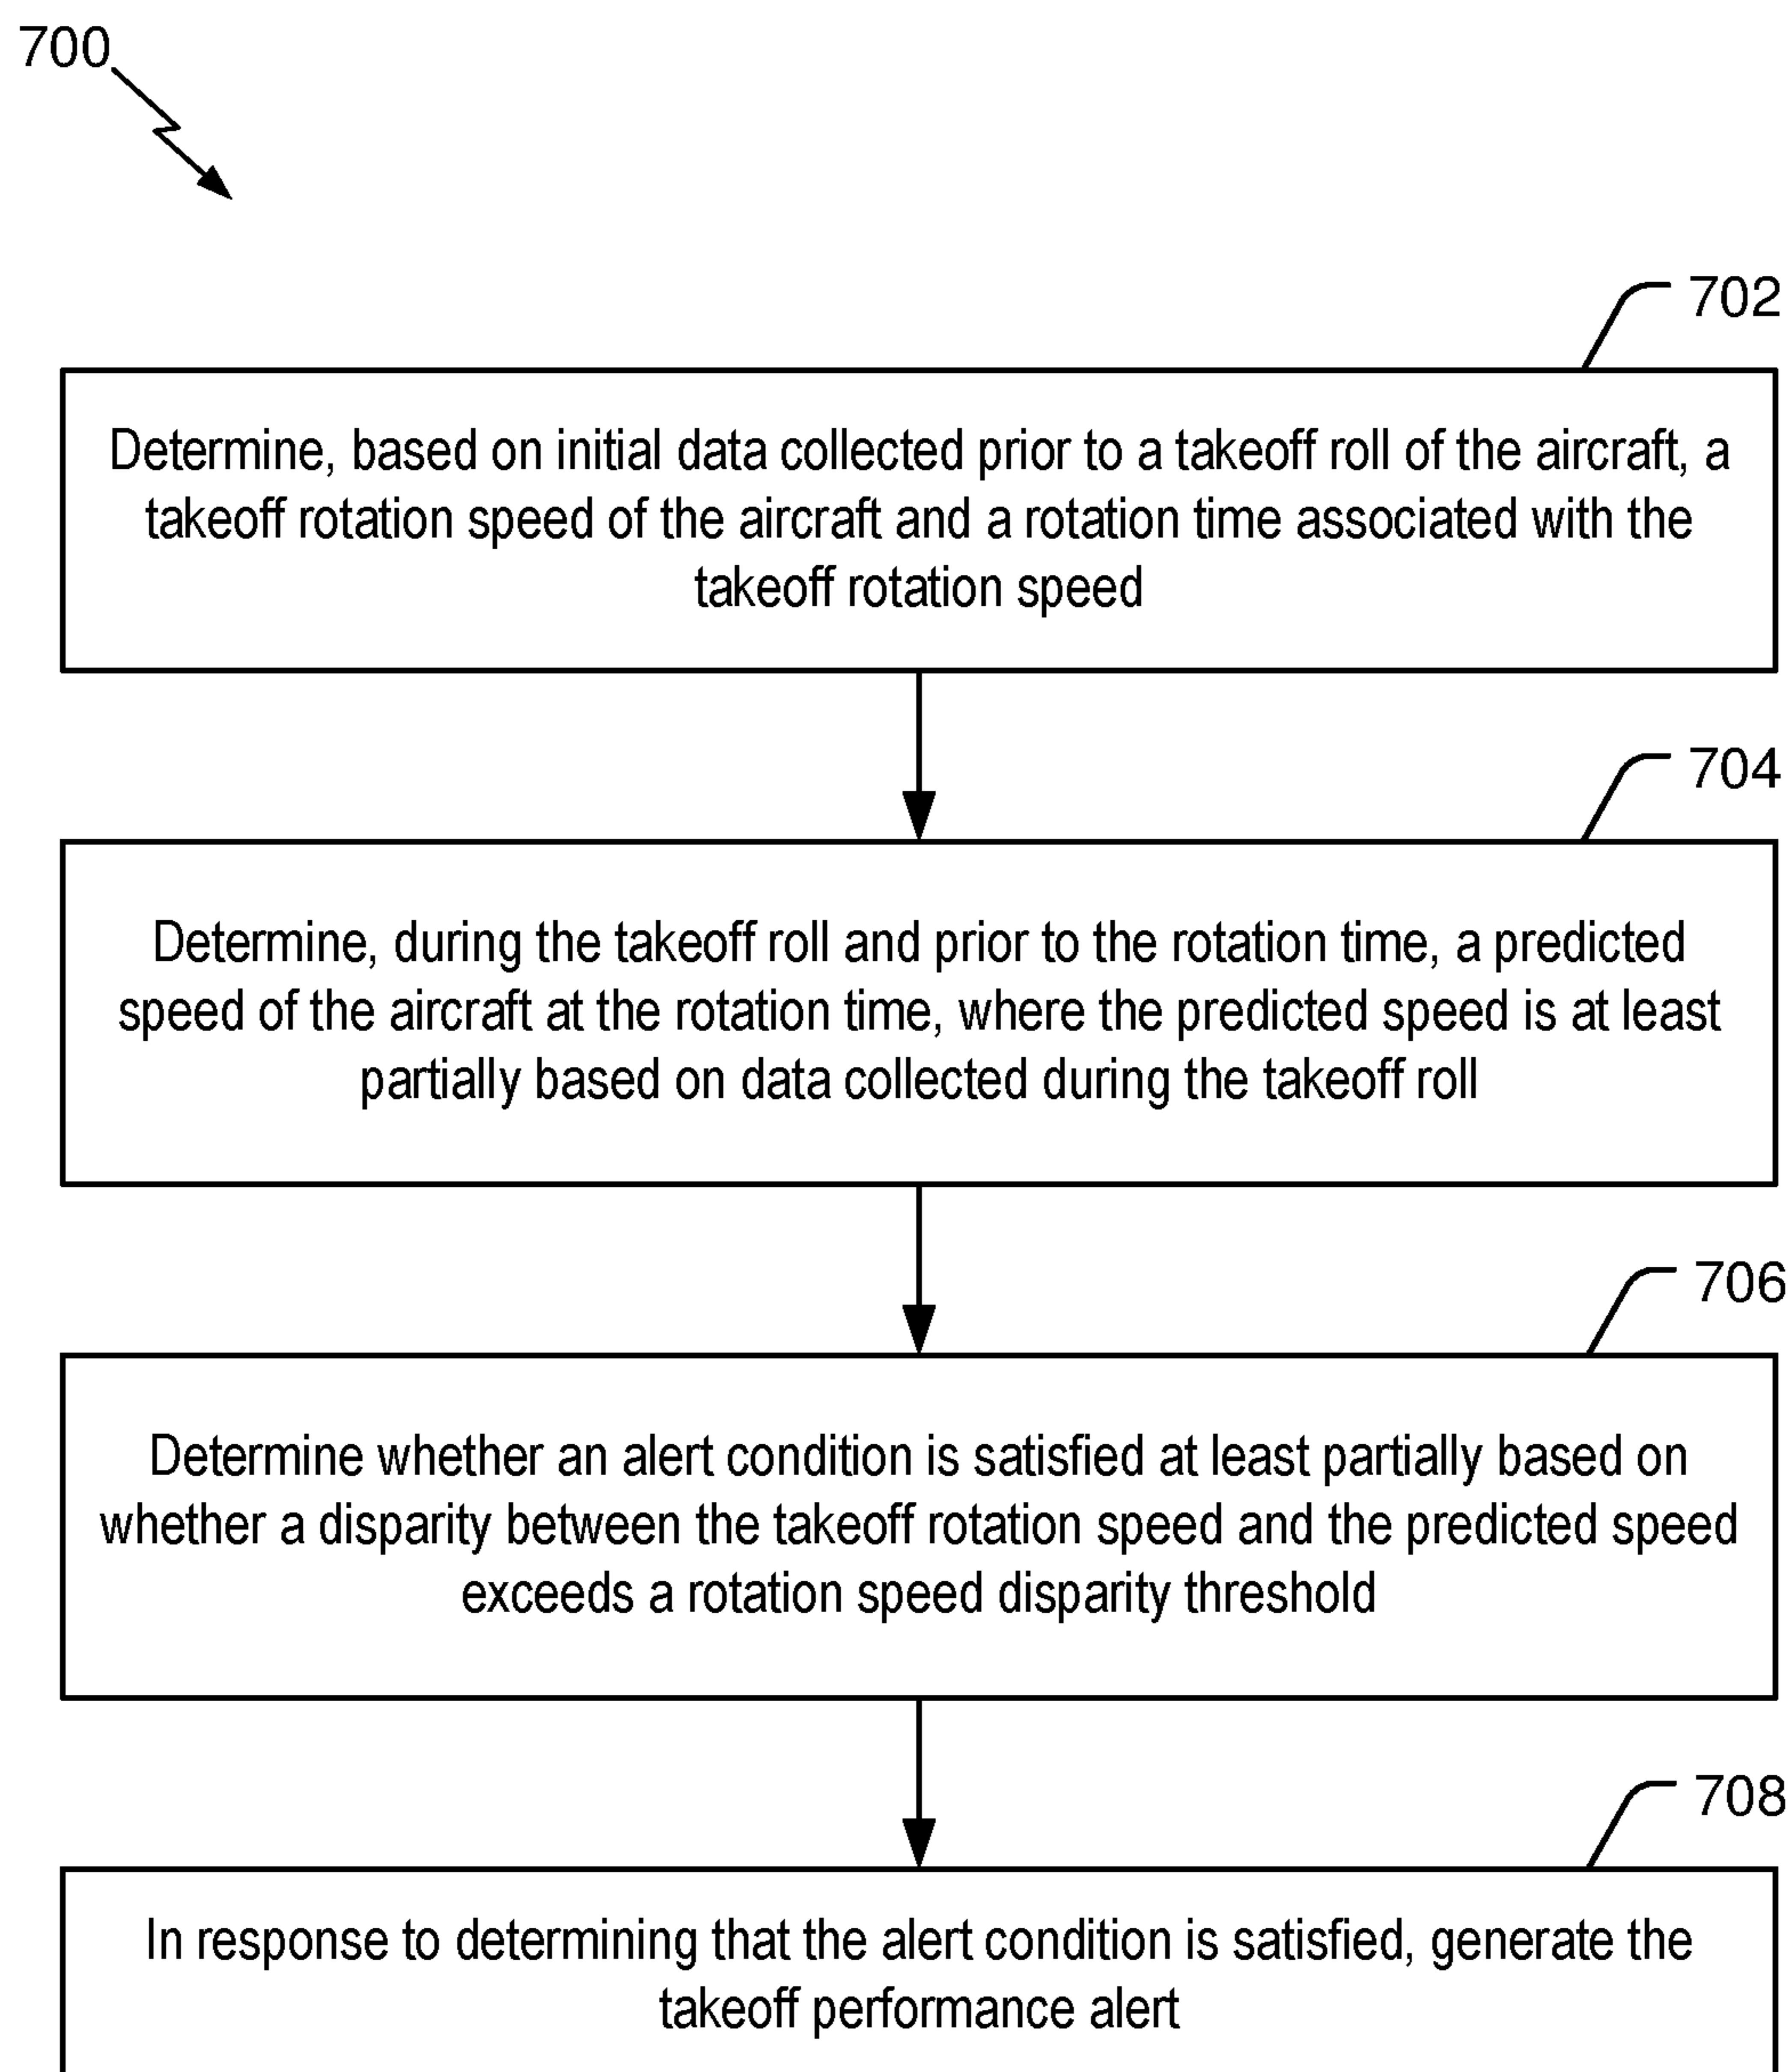 700
702
Determine, based on initial data collected prior to a takeoff roll of the aircraft, a
takeoff rotation speed of the aircraft and a rotation time associated with the
takeoff rotation speed
704
Determine, during the takeoff roll and prior to the rotation time, a predicted
speed of the aircraft at the rotation time, where the predicted speed is at least
partially based on data collected during the takeoff roll
706
Determine whether an alert condition is satisfied at least partially based on
whether a disparity between the takeoff rotation speed and the predicted speed
exceeds a rotation speed disparity threshold
708
In response to determining that the alert condition is satisfied, generate the
takeoff performance alert